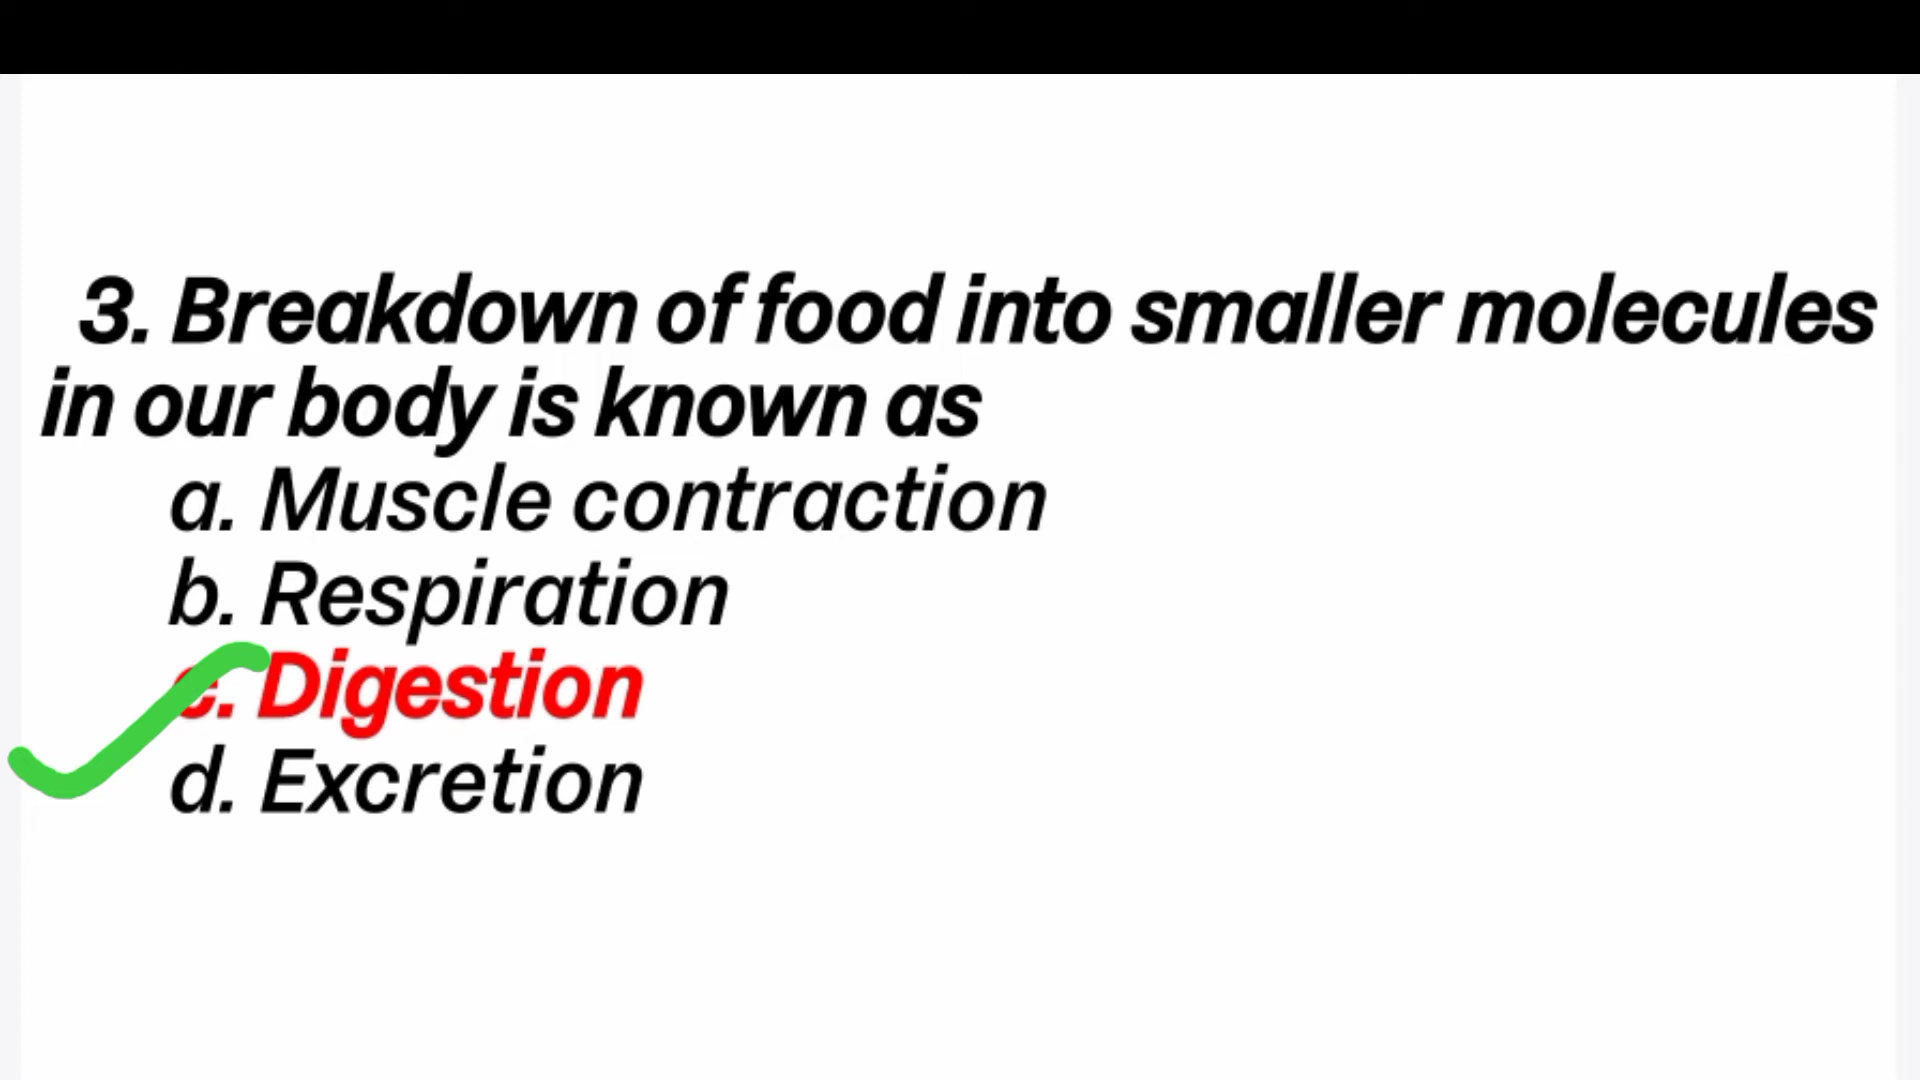 3. Breakdown of food into smaller molecules
in our body is known as
a. Muscle contraction
b. Respiration
c. Digestion
d. Excretion